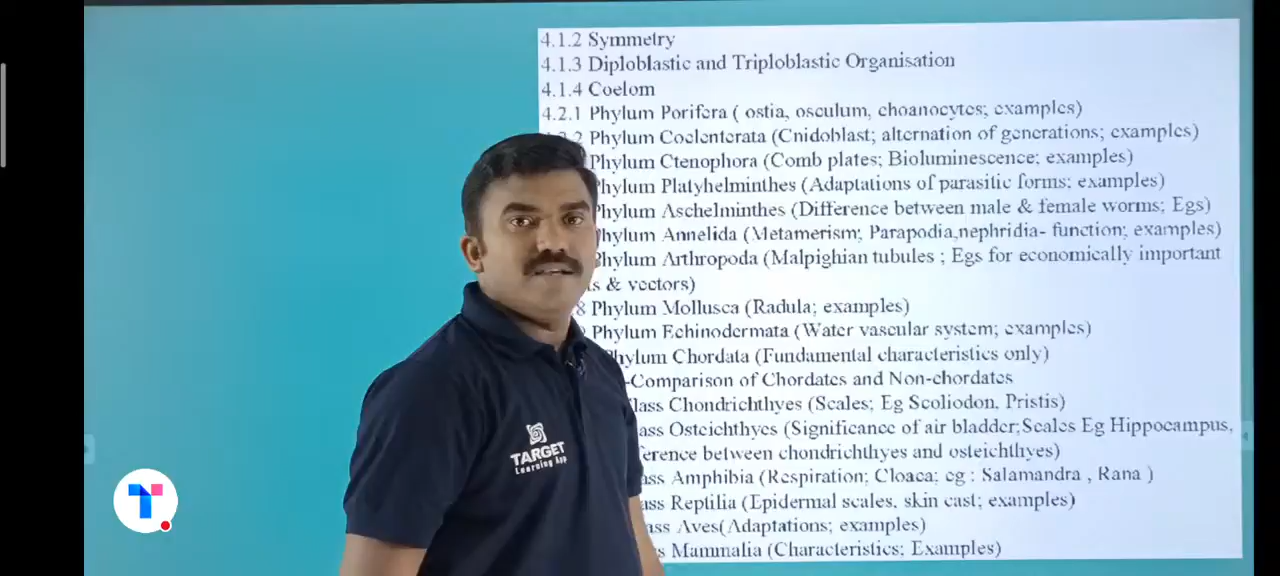 4.1.2 Symmetry
4.1.3 Diploblastic and Triploblastic Organisation
4.1.4 Coelom
4.2.1 Phylum Porifera ( ostia, osculum, choanocytes; examples)
Phylum Coelenterata (Cnidoblast; alternation of generations; examples)
Phylum Ctenophora (Comb plates; Bioluminescence; examples)
Phylum Platyhelminthes (Adaptations of parasitic forms; examples)
Phylum Aschelminthes (Difference between male & female worms; Egs)
Phylum Annelida (Metamerism; Parapodia,nephridia- function; examples)
Phylum Arthropoda (Malpighian tubules ; Egs for economically important
& vectors)
8 Phylum Mollusca (Radula; examples)
Phylum Echinodermata (Water vascular system; examples)
Phylum Chordata (Fundamental characteristics only)
-Comparison of Chordates and Non-chordates
Chondrichthyes (Scales; Eg Scoliodon, Pristis)
Osteichthyes (Significance of air bladder;Scales Eg Hippocampus,
between chondrichthyes and osteichthyes)
Amphibia (Respiration; Cloaca; eg : Salamandra , Rana )
Reptilia (Epidermal scales, skin cast; examples)
Aves(Adaptations; examples)
Mammalia (Characteristics; Examples)
TARGET
Learning App
T